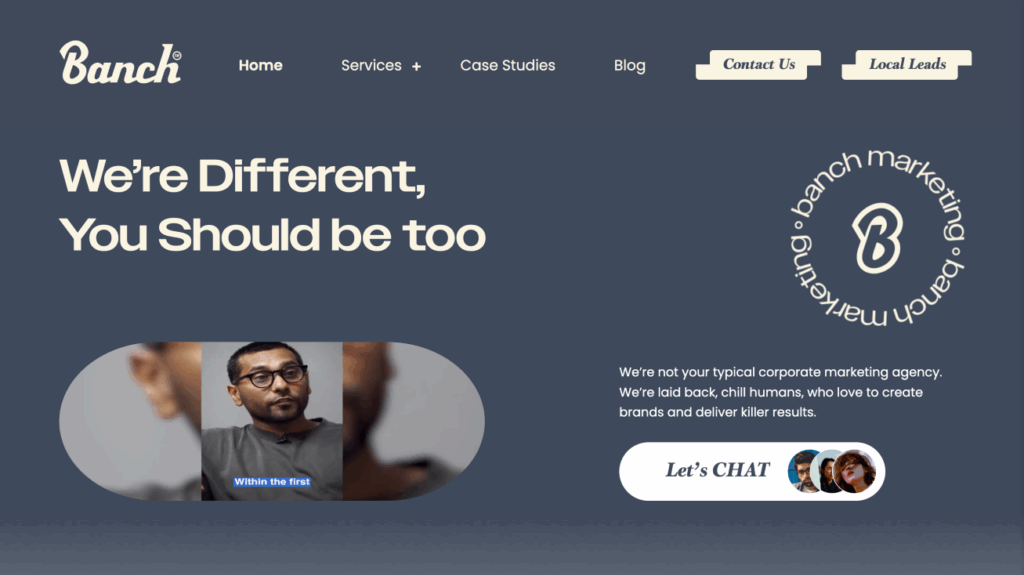 Banch
Home
Services +
Case Studies
Blog
Contact Us
Local Leads
We're Different,
You Should be too
banch marketing ∘ banch marketing ∘
B
Within the first
We're not your typical corporate marketing agency.
We're laid back, chill humans, who love to create
brands and deliver killer results.
Let's CHAT